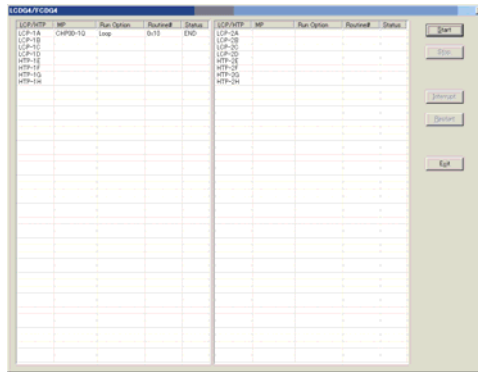 LCDG4/FCDG4
LCP/HTP MP Run Option Routine# Status LCP/HTP MP Run Option Routine# Status
LCP-1A CHP00-1Q Loop 0x10 END LCP-2A
LCP-1B LCP-2B
LCP-1C LCP-2C
LCP-1D LCP-2D
HTP-1E HTP-2E
HTP-1F HTP-2F
HTP-1G HTP-2G
HTP-1H HTP-2H
Start
Stop
Interrupt
Restart
Exit